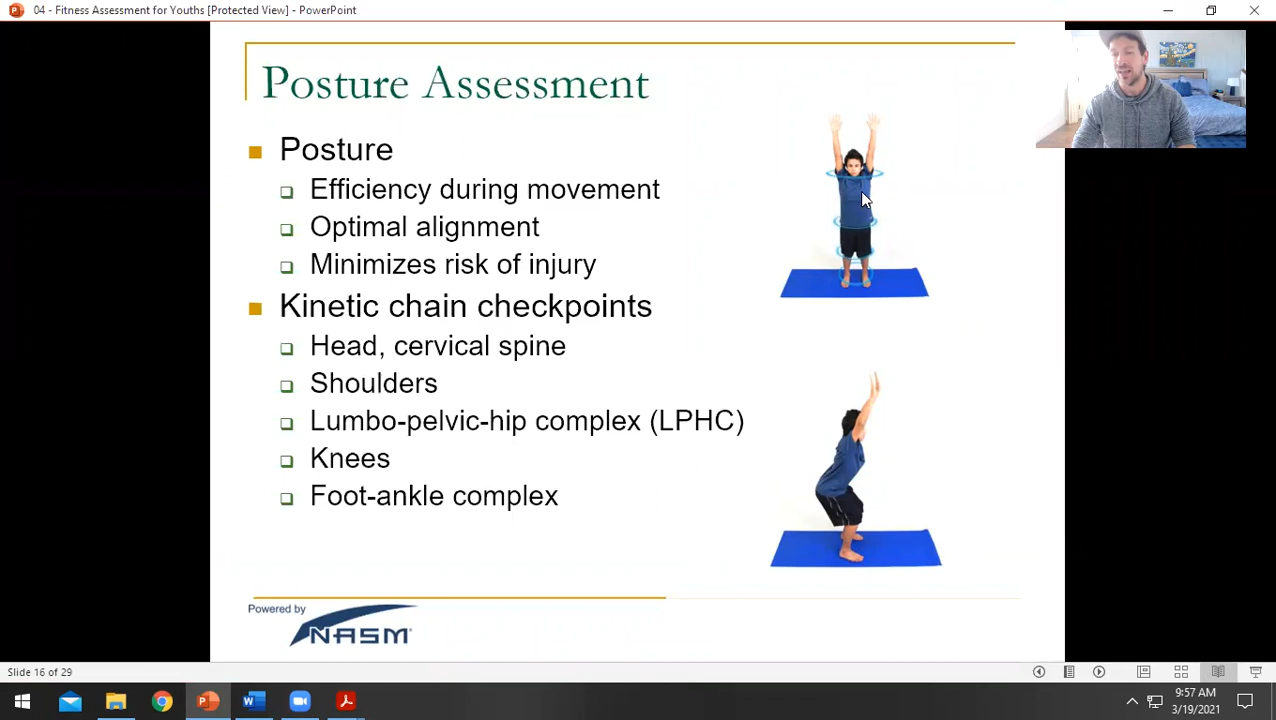 04 - Fitness Assessment for Youths [Protected View] - PowerPoint
Posture Assessment
Posture
Efficiency during movement
Optimal alignment
Minimizes risk of injury
Kinetic chain checkpoints
Head, cervical spine
Shoulders
Lumbo-pelvic-hip complex (LPHC)
Knees
Foot-ankle complex
Powered by
NASM
Slide 16 of 29
9:57 AM
3/19/2021